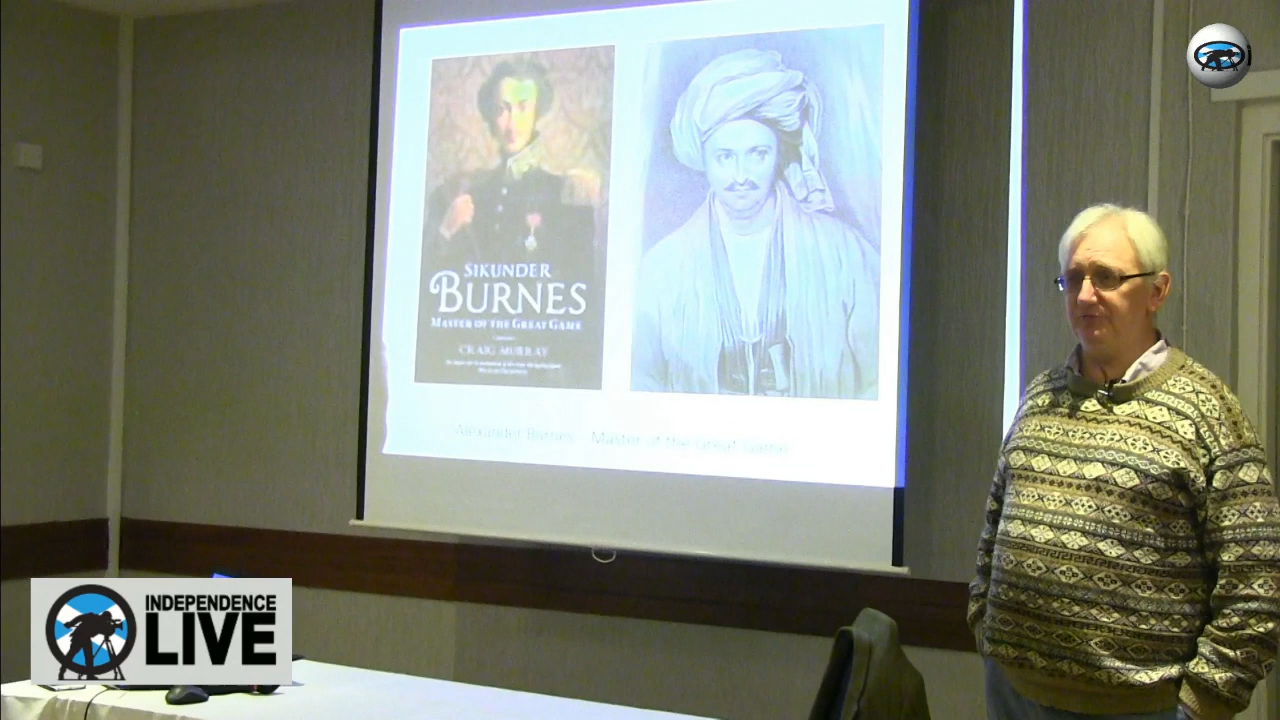 SIKUNDER
BURNES
MASTER OF THE GREAT GAME
CRAIG MURRAY
Alexander Burnes - Master of the Great Game
INDEPENDENCE
LIVE